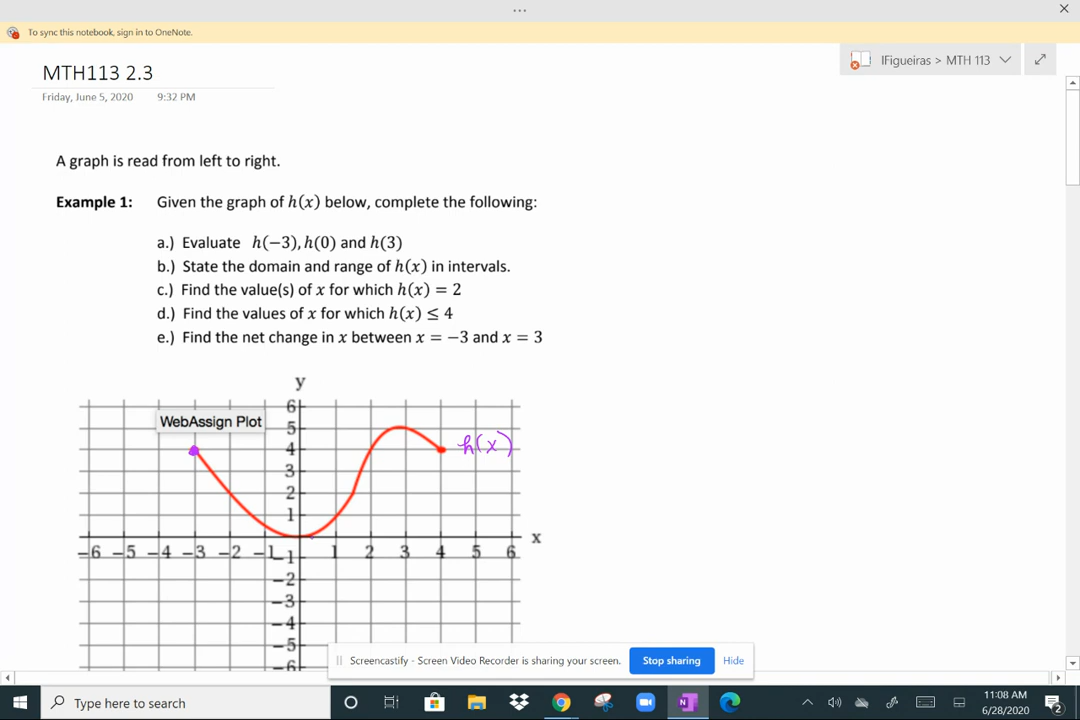 To sync this notebook, sign in to OneNote.
MTH113 2.3
IFigueiras > MTH 113
Friday, June 5, 2020 9:32 PM
A graph is read from left to right.
Example 1: Given the graph of h(x) below, complete the following:
a.) Evaluate h(−3), h(0) and h(3)
b.) State the domain and range of h(x) in intervals.
c.) Find the value(s) of x for which h(x) = 2
d.) Find the values of x for which h(x) ≤ 4
e.) Find the net change in x between x = −3 and x = 3
y
6
WebAssign Plot
5
4
h(x)
3
2
1
x
−6 −5 −4 −3 −2 −1 1 2 3 4 5 6
−1
−2
−3
−4
−5
−6
Screencastify - Screen Video Recorder is sharing your screen. Stop sharing Hide
Type here to search
11:08 AM
6/28/2020
2